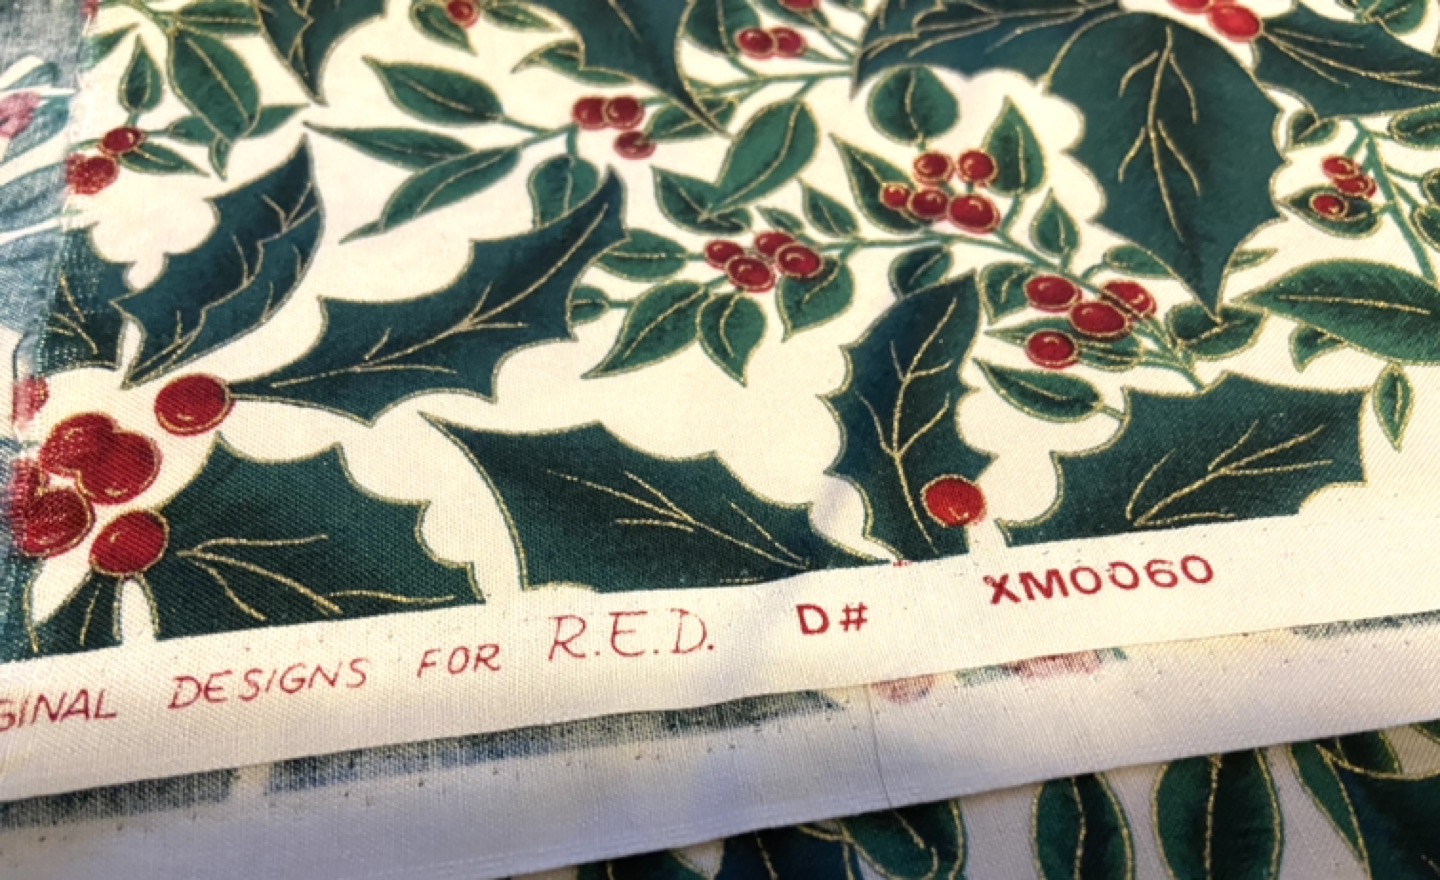 GINAL DESIGNS FOR R.E.D. D# XM0060